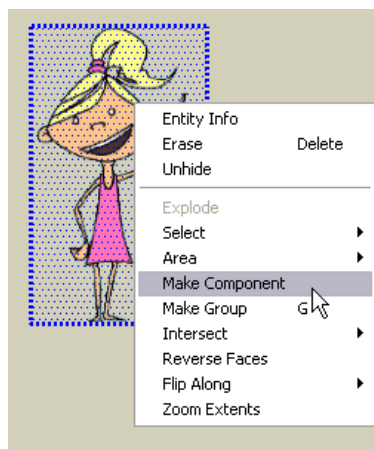 Entity Info
Erase Delete
Unhide
Explode
Select
Area
Make Component
Make Group G
Intersect
Reverse Faces
Flip Along
Zoom Extents